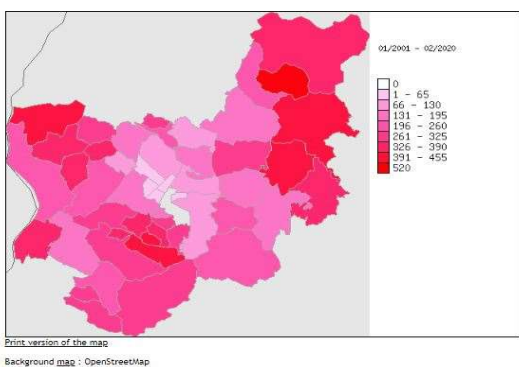 01/2001 - 02/2020
0
1 - 65
66 - 130
131 - 195
196 - 260
261 - 325
326 - 390
391 - 455
520
Print version of the map
Background map : OpenStreetMap